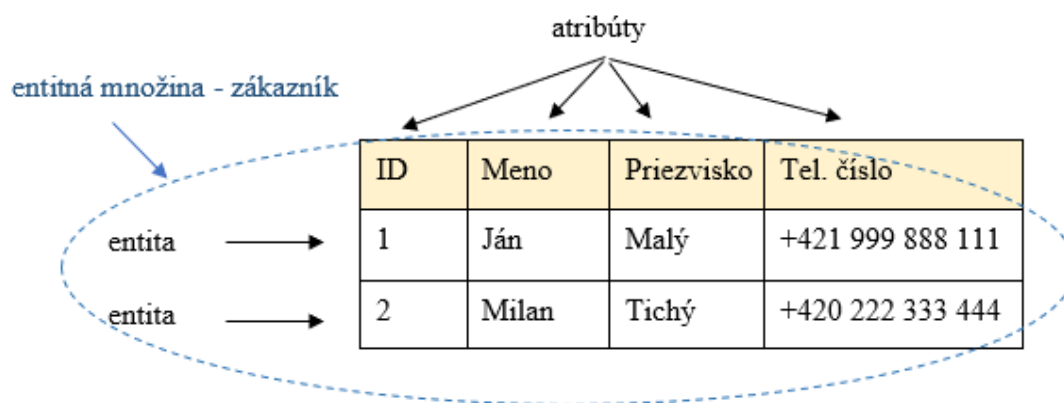 atribúty
entitná množina - zákazník
ID Meno Priezvisko Tel. číslo
entita 1 Ján Malý +421 999 888 111
entita 2 Milan Tichý +420 222 333 444